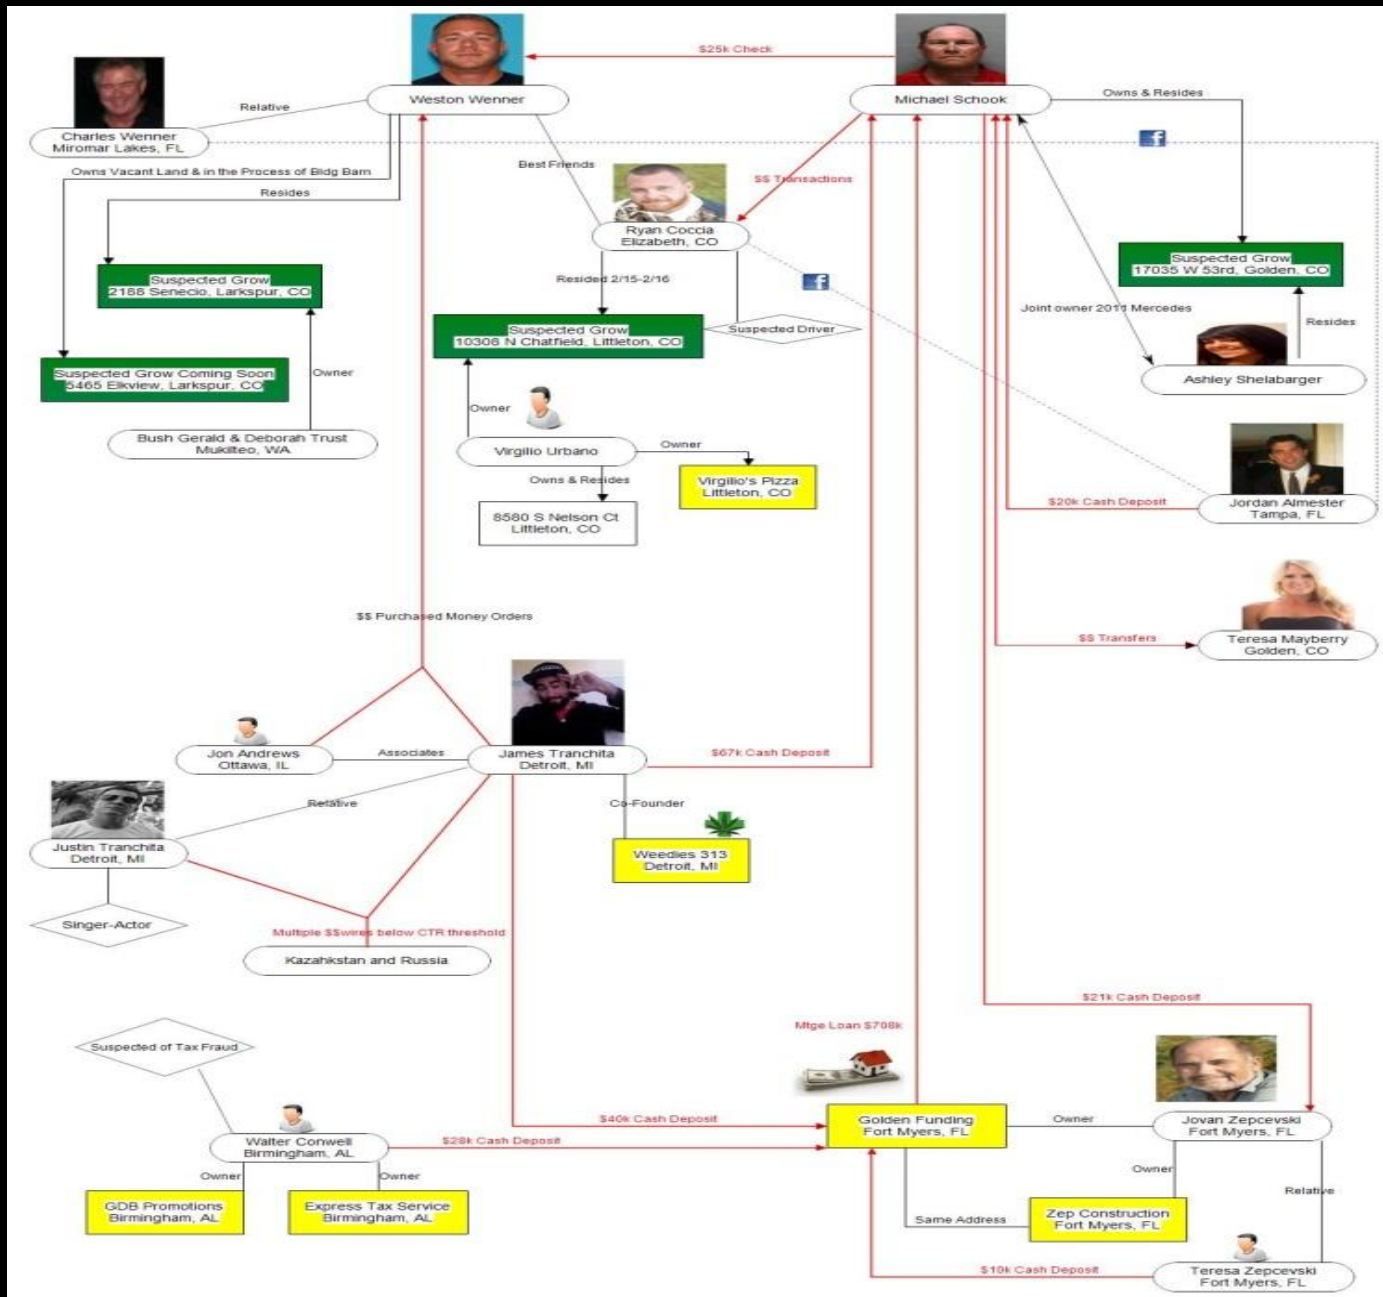 $25k Check
Weston Wenner
Michael Schook
Relative
Owns & Resides
Charles Wenner
Miromar Lakes, FL
f
Best Friends
Owns Vacant Land & in the Process of Bldg Barn
Resides
$$ Transactions
Ryan Coccia
Elizabeth, CO
Suspected Grow
17035 W 53rd, Golden, CO
Suspected Grow
2188 Senecio, Larkspur, CO
Resided 2/15-2/16
f
Joint owner 2011 Mercedes
Resides
Suspected Grow
10308 N Chatfield, Littleton, CO
Suspected Driver
Suspected Grow Coming Soon
5465 Elkview, Larkspur, CO
Owner
Ashley Shelabarger
Owner
Bush Gerald & Deborah Trust
Mukilteo, WA
Virgilio Urbano
Owner
Owns & Resides
Virgilio's Pizza
Littleton, CO
8580 S Nelson Ct
Littleton, CO
$20k Cash Deposit
Jordan Almester
Tampa, FL
$$ Purchased Money Orders
$$ Transfers
Teresa Mayberry
Golden, CO
Jon Andrews
Ottawa, IL
Associates
James Tranchita
Detroit, MI
$67k Cash Deposit
Relative
Co-Founder
Justin Tranchita
Detroit, MI
Weedies 313
Detroit, MI
Singer-Actor
Multiple $$wires below CTR threshold
Kazahkstan and Russia
$21k Cash Deposit
Mtge Loan $708k
Suspected of Tax Fraud
$40k Cash Deposit
Golden Funding
Fort Myers, FL
Owner
Jovan Zepcevski
Fort Myers, FL
Walter Conwell
Birmingham, AL
$28k Cash Deposit
Owner
Owner
Owner
Relative
GDB Promotions
Birmingham, AL
Express Tax Service
Birmingham, AL
Same Address
Zep Construction
Fort Myers, FL
$19k Cash Deposit
Teresa Zepcevski
Fort Myers, FL